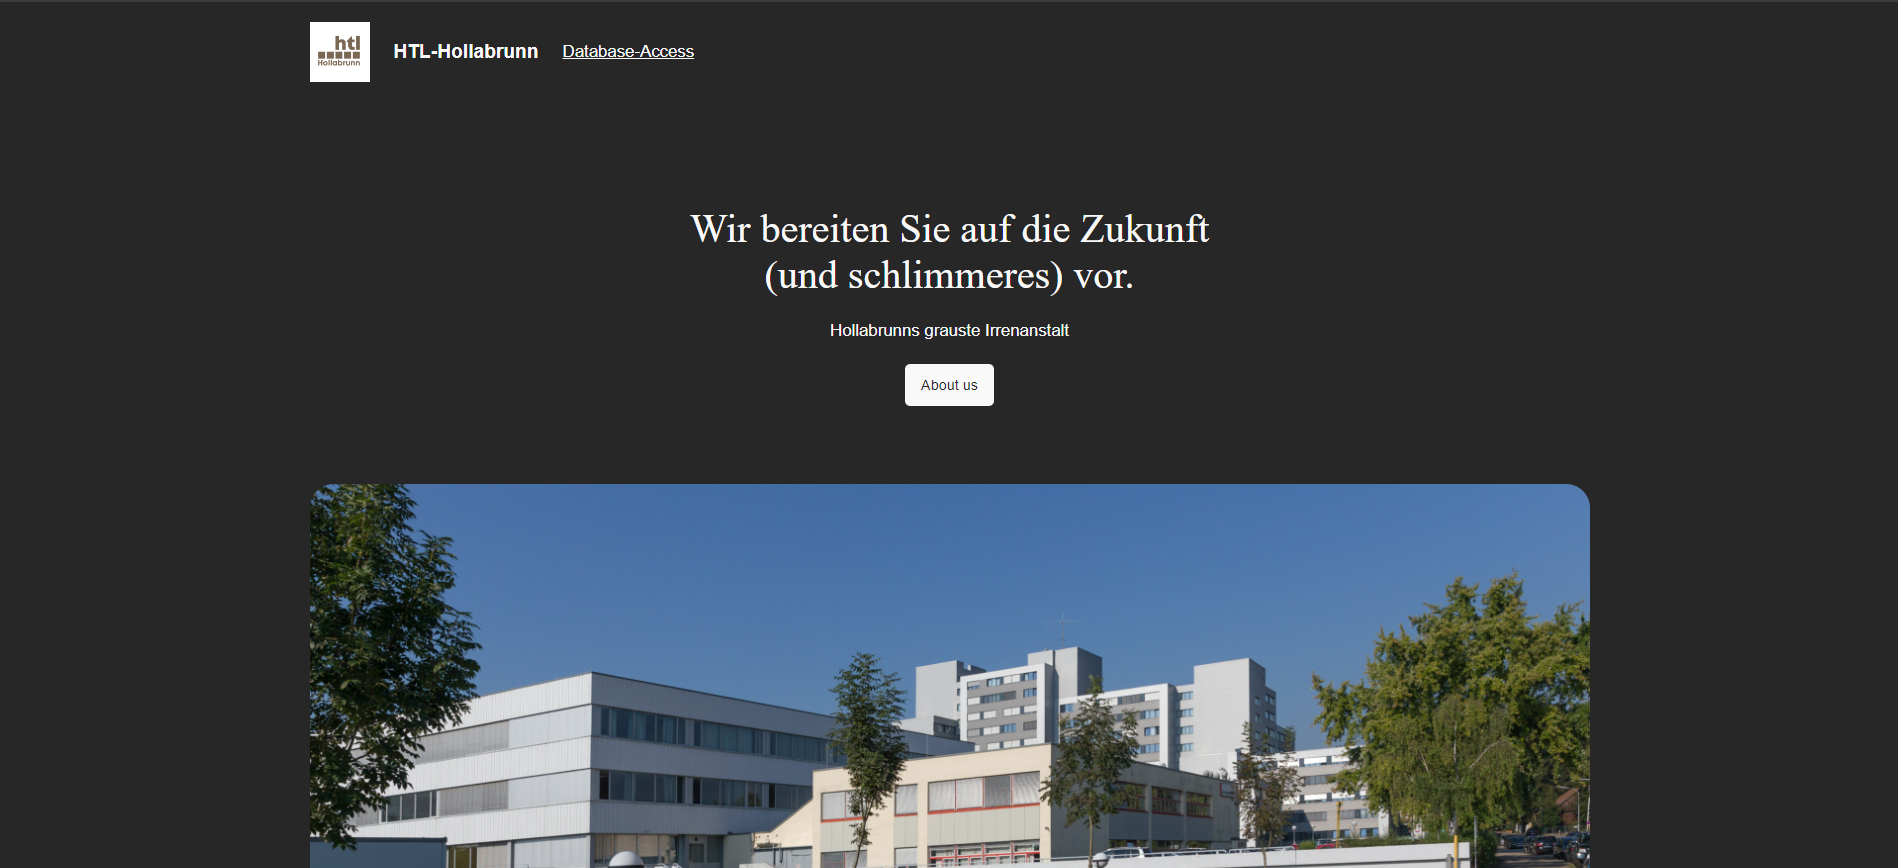 htl
Hollabrunn
HTL-Hollabrunn
Database-Access
Wir bereiten Sie auf die Zukunft
(und schlimmeres) vor.
Hollabrunns grauste Irrenanstalt
About us